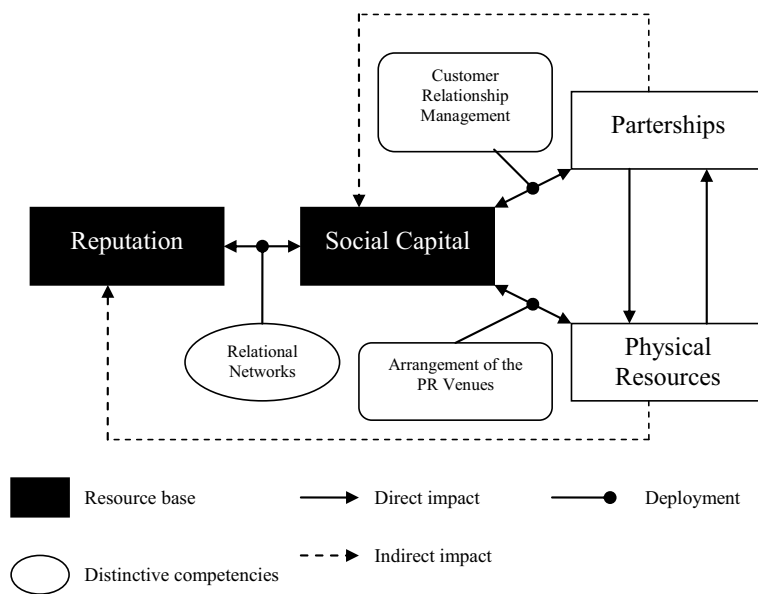 Customer
Relationship
Management
Parterships
Reputation
Social Capital
Relational
Networks
Arrangement of the
PR Venues
Physical
Resources
Resource base
Direct impact
Deployment
Distinctive competencies
Indirect impact